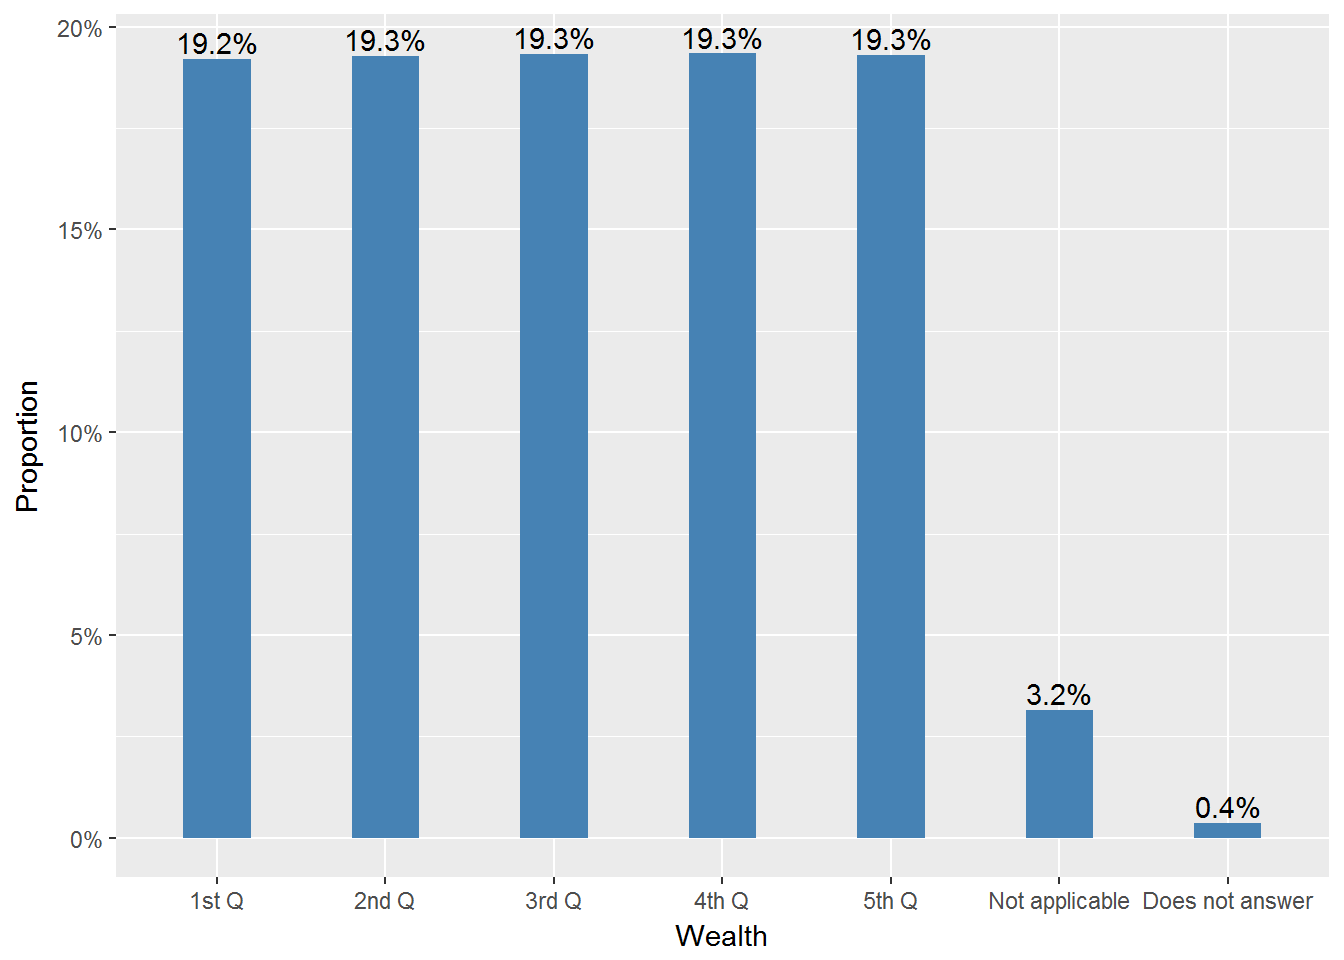 20%
15%
10%
5%
0%
Proportion
19.2%
19.3%
19.3%
19.3%
19.3%
3.2%
0.4%
1st Q
2nd Q
3rd Q
4th Q
5th Q
Not applicable
Does not answer
Wealth